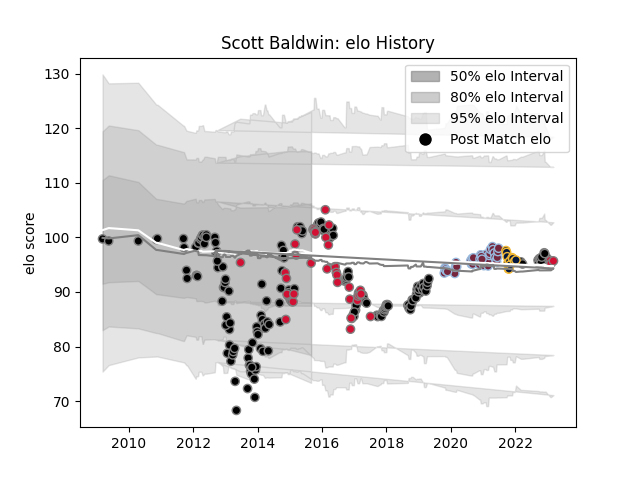 Scott Baldwin: elo History
50% elo Interval
80% elo Interval
95% elo Interval
Post Match elo
elo score
130
120
110
100
90
80
70
2010 2012 2014 2016 2018 2020 2022